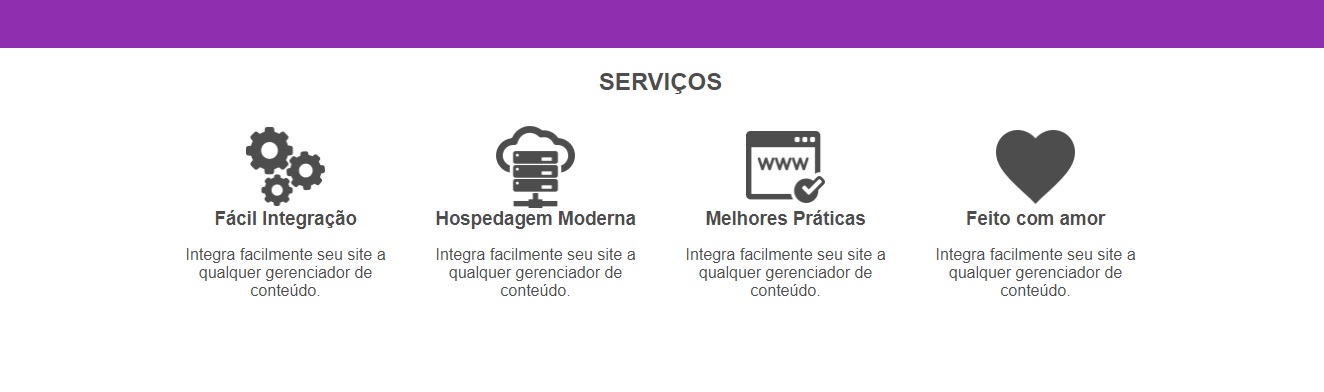 SERVIÇOS
WWW
Fácil Integração
Integra facilmente seu site a
qualquer gerenciador de
conteúdo.
Hospedagem Moderna
Integra facilmente seu site a
qualquer gerenciador de
conteúdo.
Melhores Práticas
Integra facilmente seu site a
qualquer gerenciador de
conteúdo.
Feito com amor
Integra facilmente seu site a
qualquer gerenciador de
conteúdo.